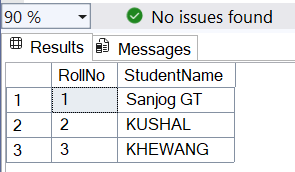 90 % No issues found
Results Messages
RollNo StudentName
1 1 Sanjog GT
2 2 KUSHAL
3 3 KHEWANG